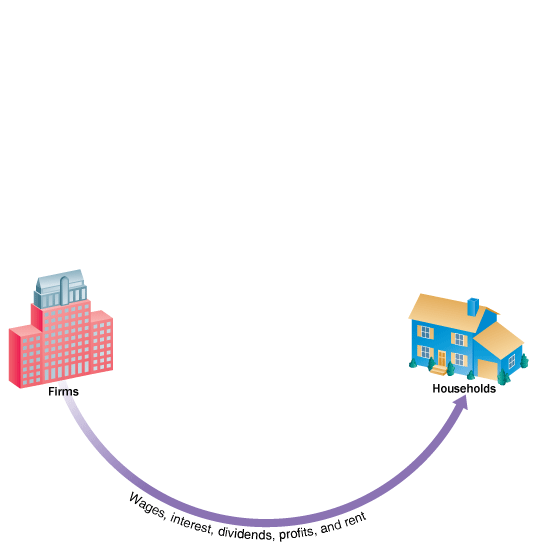 Firms
Households
Wages, interest, dividends, profits, and rent